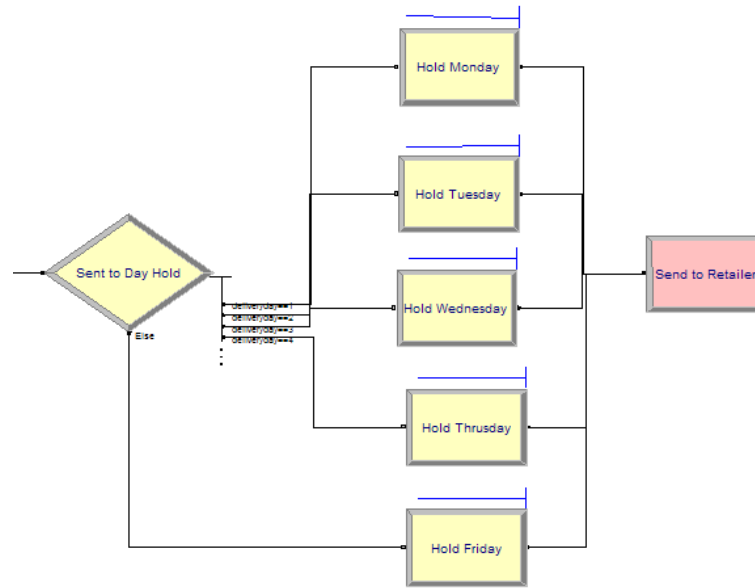 Hold Monday
Hold Tuesday
Sent to Day Hold
Send to Retailer
deliveryday==1
deliveryday==2
deliveryday==3
deliveryday==4
Hold Wednesday
Else
Hold Thrusday
Hold Friday